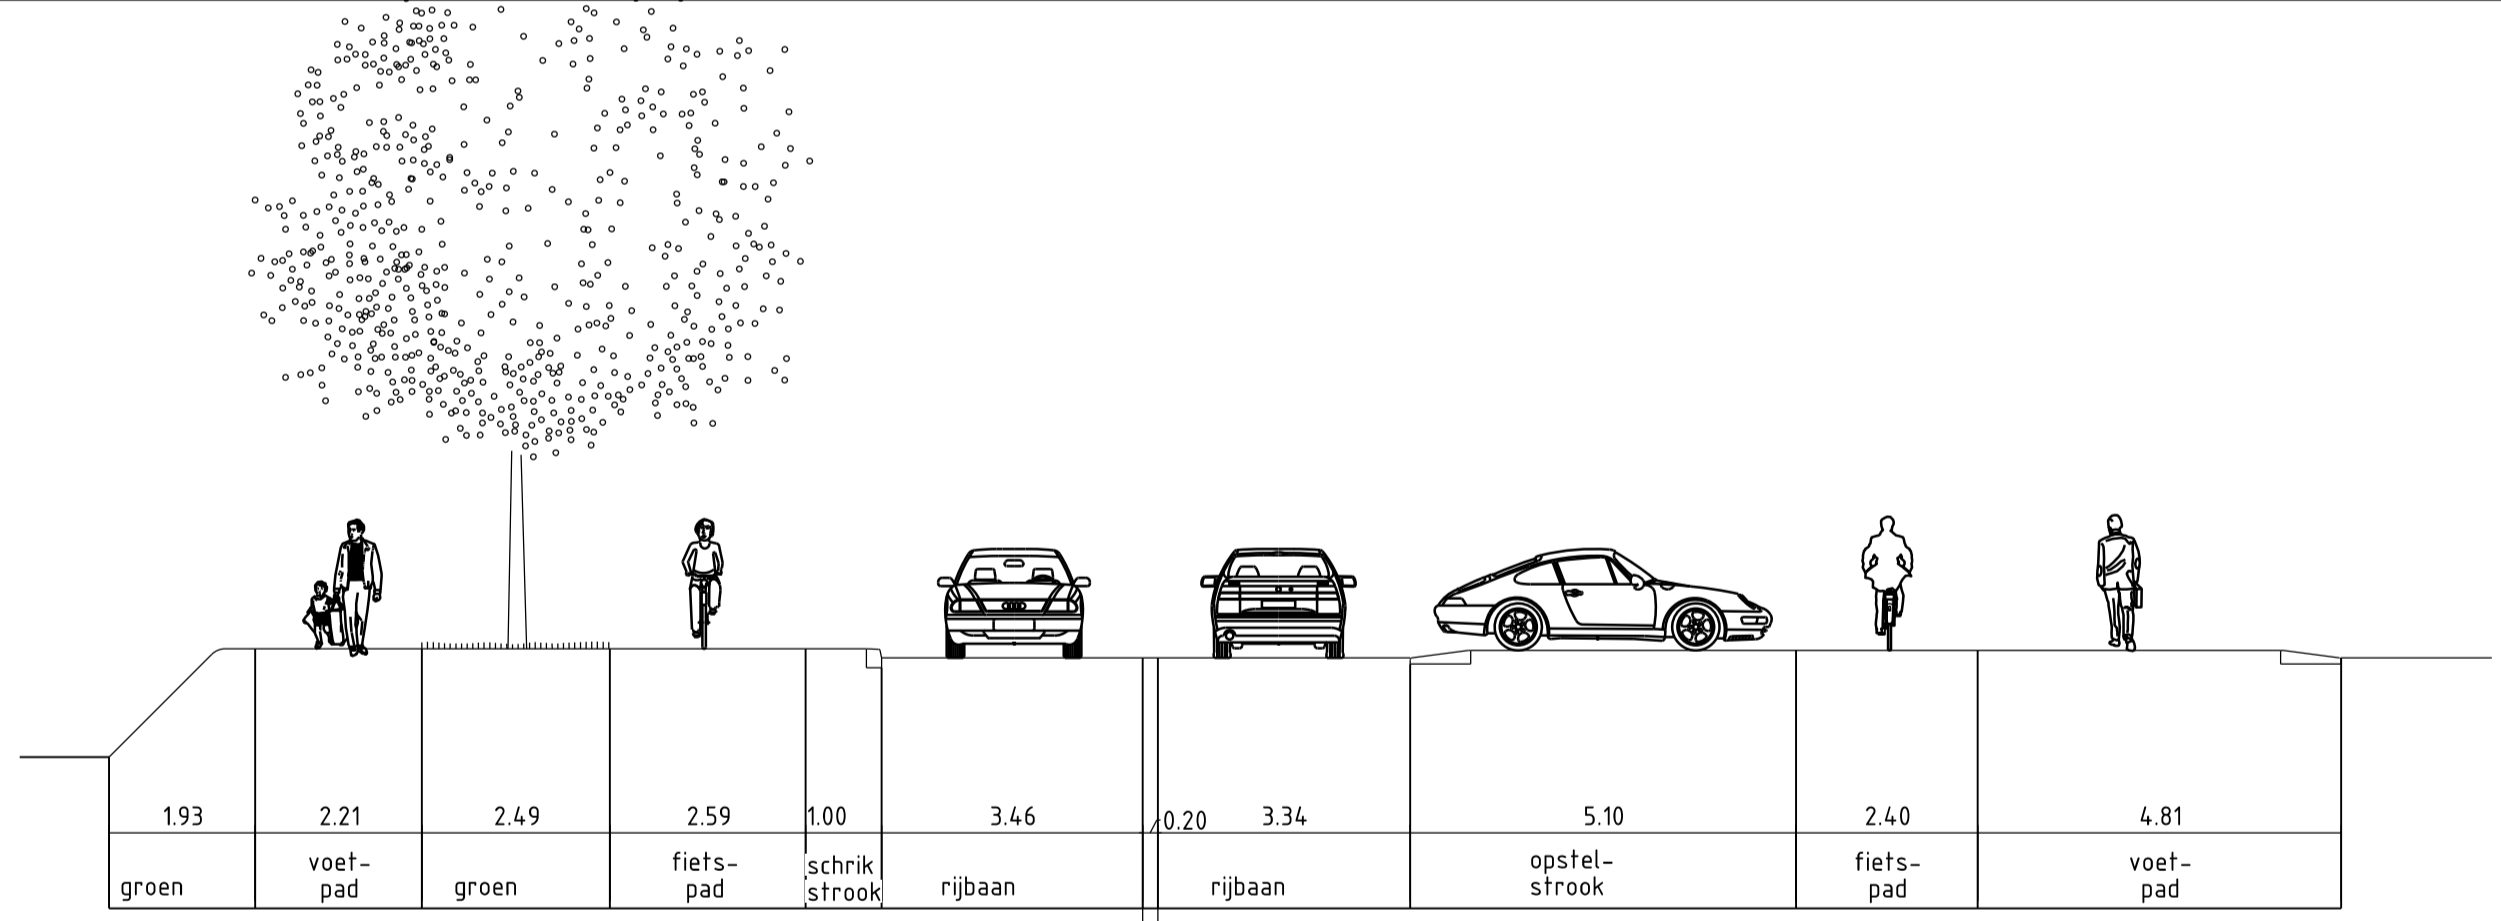 1.93 2.21 2.49 2.59 1.00 3.46 0.20 3.34 5.10 2.40 4.81
groen
voet-
pad
groen
fiets-
pad
schrik
strook
rijbaan
rijbaan
opstel-
strook
fiets-
pad
voet-
pad